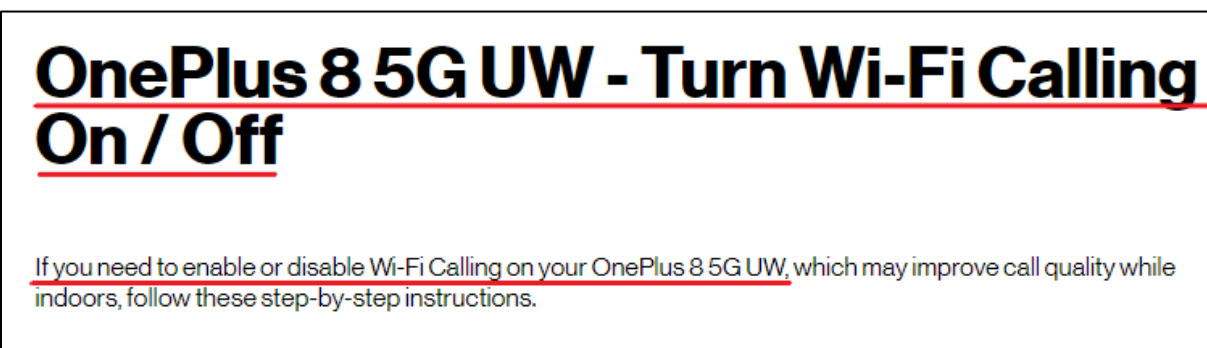 OnePlus 8 5G UW - Turn Wi-Fi Calling
On / Off
If you need to enable or disable Wi-Fi Calling on your OnePlus 8 5G UW, which may improve call quality while
indoors, follow these step-by-step instructions.